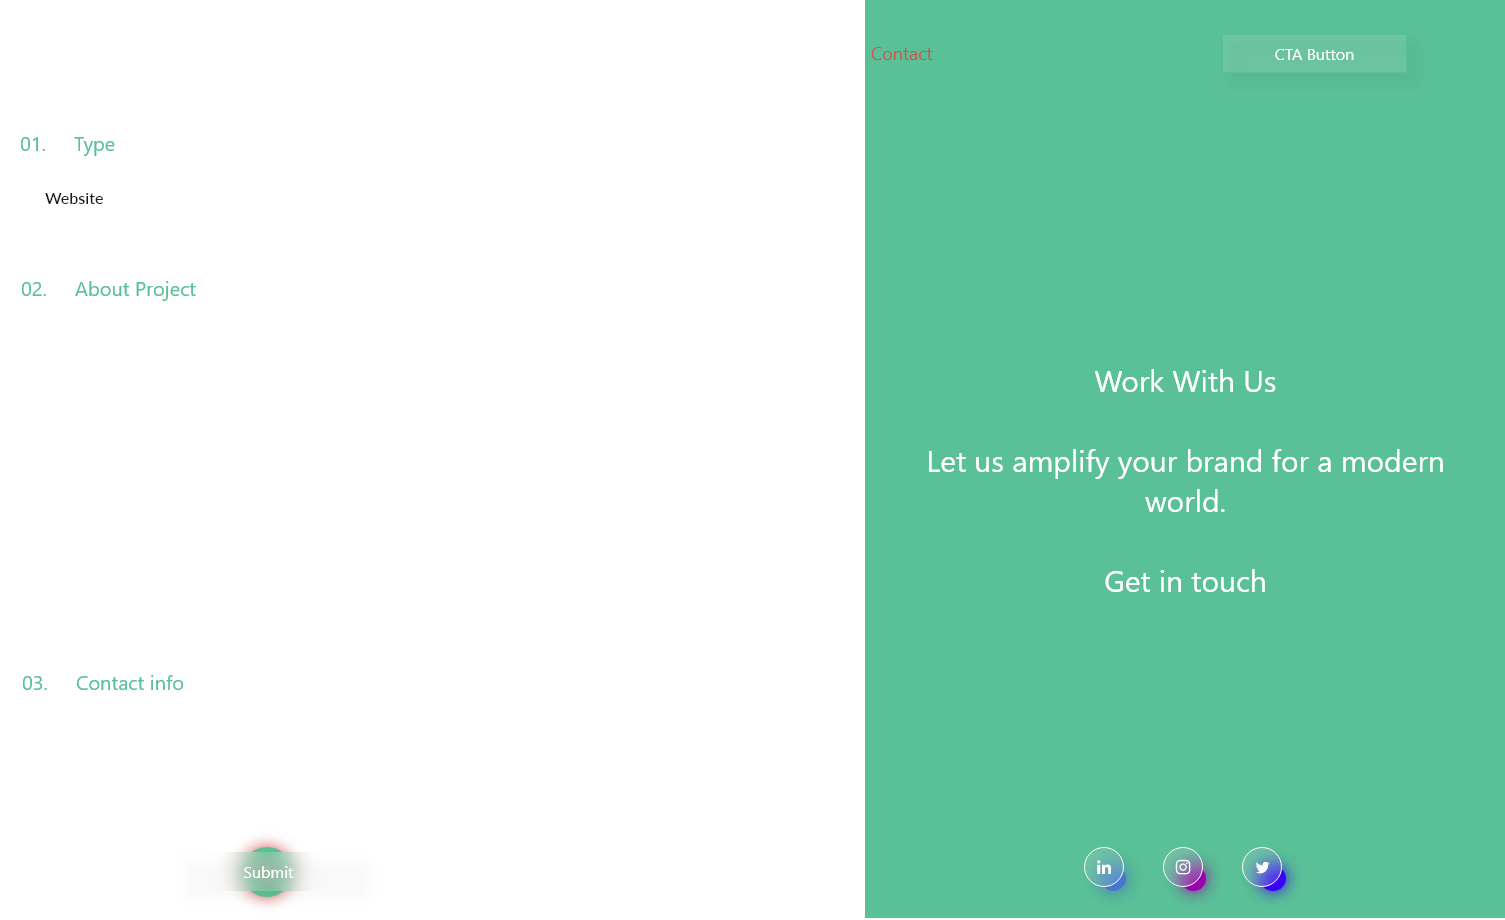 Contact
CTA Button
01. Type
Website
02. About Project
03. Contact info
Submit
Work With Us
Let us amplify your brand for a modern
world.
Get in touch
in